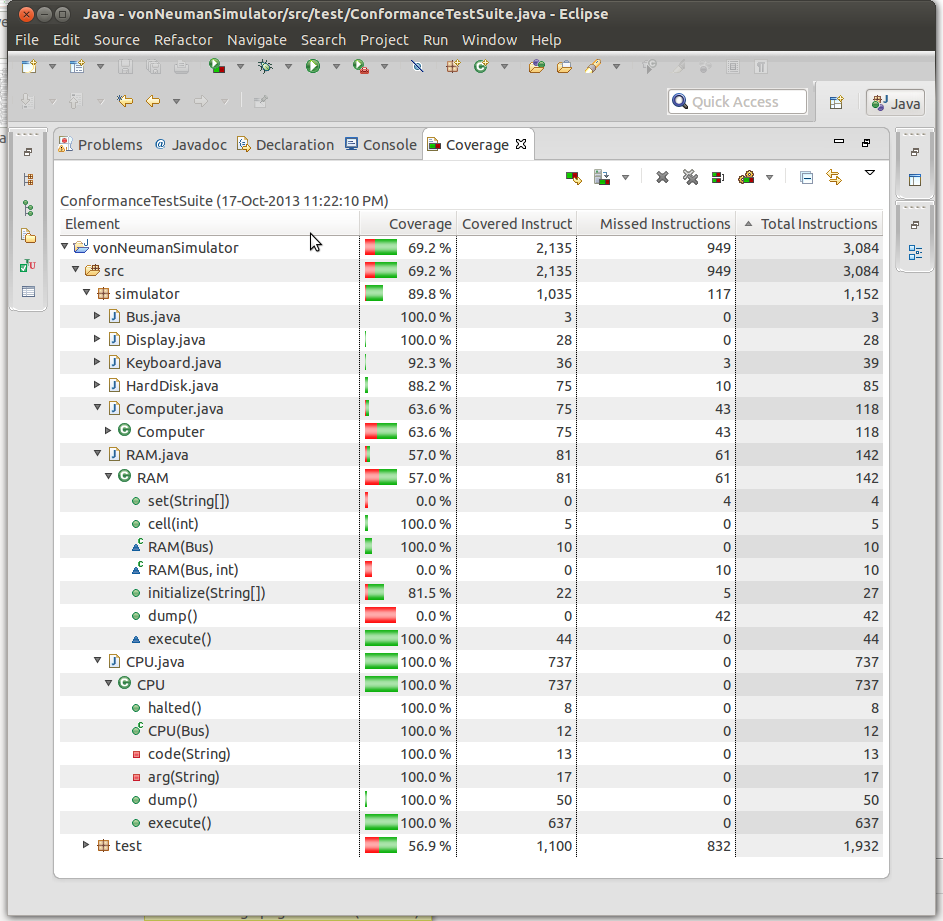 Java - vonNeumanSimulator/src/test/ConformanceTestSuite.java - Eclipse
File Edit Source Refactor Navigate Search Project Run Window Help
Quick Access Java
Problems @ Javadoc Declaration Console Coverage
ConformanceTestSuite (17-Oct-2013 11:22:10 PM)
Element Coverage Covered Instruct Missed Instructions Total Instructions
vonNeumanSimulator 69.2 % 2,135 949 3,084
src 69.2 % 2,135 949 3,084
simulator 89.8 % 1,035 117 1,152
Bus.java 100.0 % 3 0 3
Display.java 100.0 % 28 0 28
Keyboard.java 92.3 % 36 3 39
HardDisk.java 88.2 % 75 10 85
Computer.java 63.6 % 75 43 118
Computer 63.6 % 75 43 118
RAM.java 57.0 % 81 61 142
RAM 57.0 % 81 61 142
set(String[]) 0.0 % 0 4 4
cell(int) 100.0 % 5 0 5
RAM(Bus) 100.0 % 10 0 10
RAM(Bus, int) 0.0 % 0 10 10
initialize(String[]) 81.5 % 22 5 27
dump() 0.0 % 0 42 42
execute() 100.0 % 44 0 44
CPU.java 100.0 % 737 0 737
CPU 100.0 % 737 0 737
halted() 100.0 % 8 0 8
CPU(Bus) 100.0 % 12 0 12
code(String) 100.0 % 13 0 13
arg(String) 100.0 % 17 0 17
dump() 100.0 % 50 0 50
execute() 100.0 % 637 0 637
test 56.9 % 1,100 832 1,932